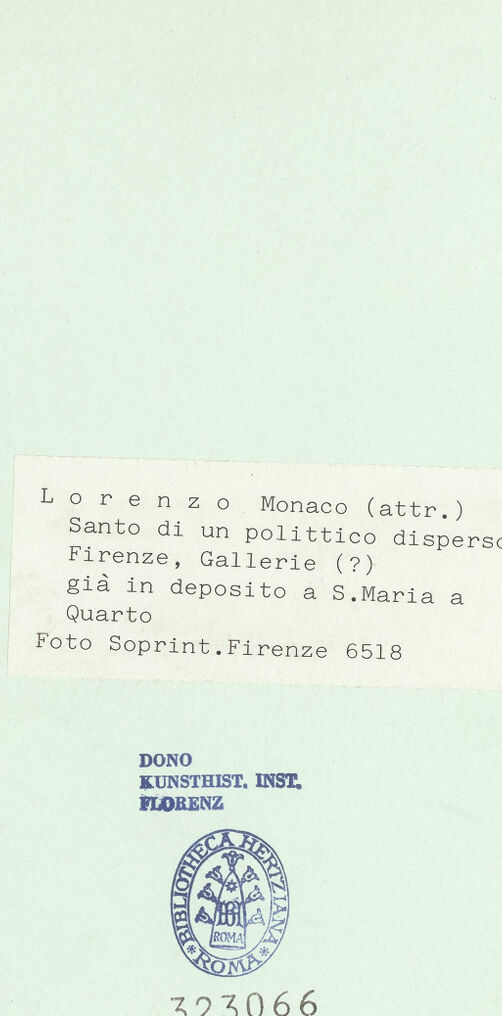 L o r e n z o Monaco (attr.)
Santo di un polittico disperso
Firenze, Gallerie (?)
già in deposito a S.Maria a
Quarto
Foto Soprint.Firenze 6518
DONO
KUNSTHIST. INST.
FLORENZ
BIBLIOTHECA HERTZIANA
BH
ROMA
* ROMA *
323066